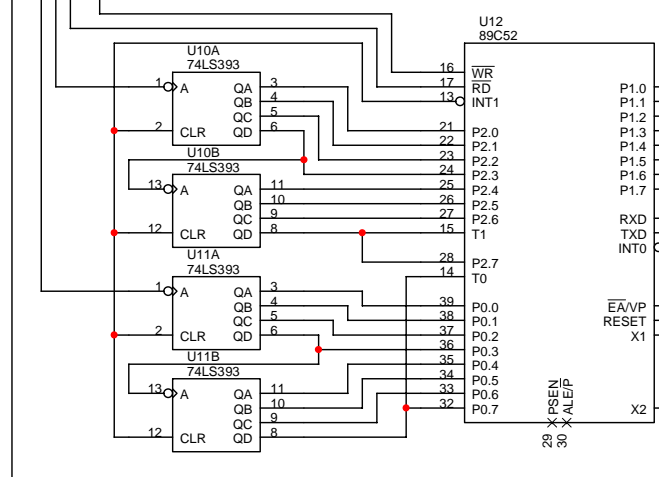 U12
89C52
U10A
74LS393
1
A
2
CLR
QA
3
QB
4
QC
5
QD
6
U10B
74LS393
13
A
12
CLR
QA
11
QB
10
QC
9
QD
8
U11A
74LS393
1
A
2
CLR
QA
3
QB
4
QC
5
QD
6
U11B
74LS393
13
A
12
CLR
QA
11
QB
10
QC
9
QD
8
16
WR
17
RD
13
INT1
21
P2.0
22
P2.1
23
P2.2
24
P2.3
25
P2.4
26
P2.5
27
P2.6
15
T1
28
P2.7
14
T0
39
P0.0
38
P0.1
37
P0.2
36
P0.3
35
P0.4
34
P0.5
33
P0.6
32
P0.7
P1.0
P1.1
P1.2
P1.3
P1.4
P1.5
P1.6
P1.7
RXD
TXD
INT0
EA/VP
RESET
X1
X2
PSEN
ALE/P
29
30